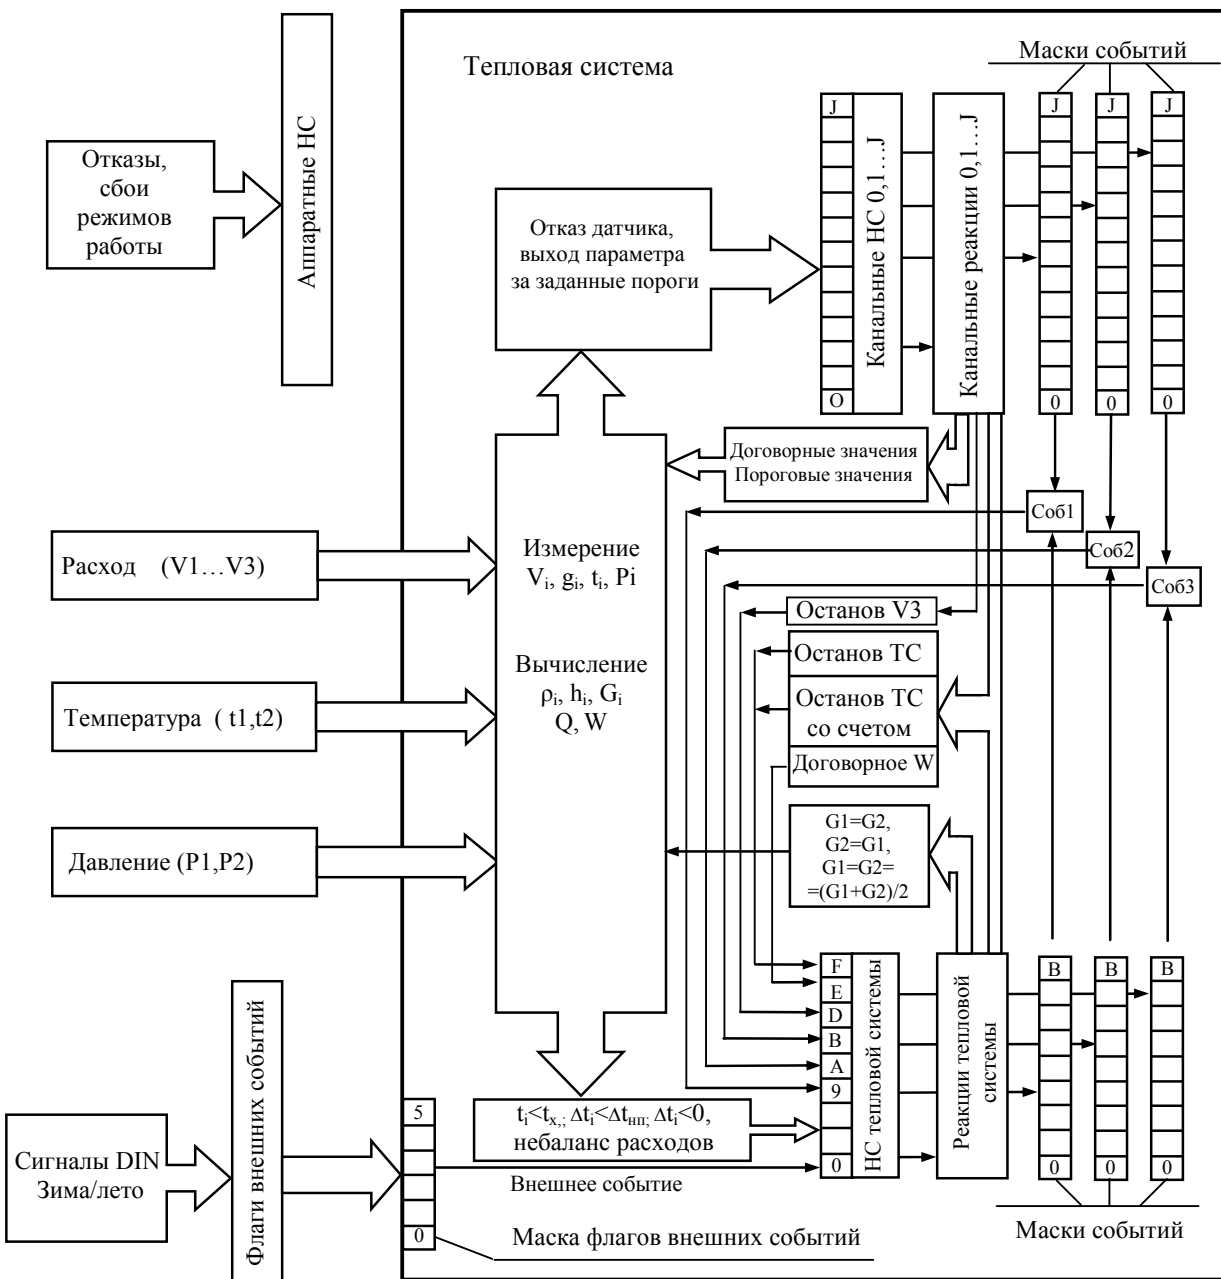 Тепловая система
Маски событий
Отказы,
сбои
режимов
работы
Аппаратные НС
Отказ датчика,
выход параметра
за заданные пороги
J
O
Канальные НС 0,1…J
Канальные реакции 0,1…J
J
J
J
0
0
0
Договорные значения
Пороговые значения
Соб1
Соб2
Соб3
Расход (V1…V3)
Температура ( t1,t2)
Давление (P1,P2)
Измерение
Vi, gi, ti, Pi
Вычисление
ρi, hi, Gi
Q, W
Останов V3
Останов ТС
Останов ТС
со счетом
Договорное W
G1=G2,
G2=G1,
G1=G2=
=(G1+G2)/2
F
E
D
B
A
9
0
НС тепловой системы
Реакции тепловой
системы
B
B
B
0
0
0
Маски событий
ti<tx,; Δti<Δtнп; Δti<0,
небаланс расходов
Внешнее событие
Сигналы DIN
Зима/лето
Флаги внешних событий
5
0
Маска флагов внешних событий